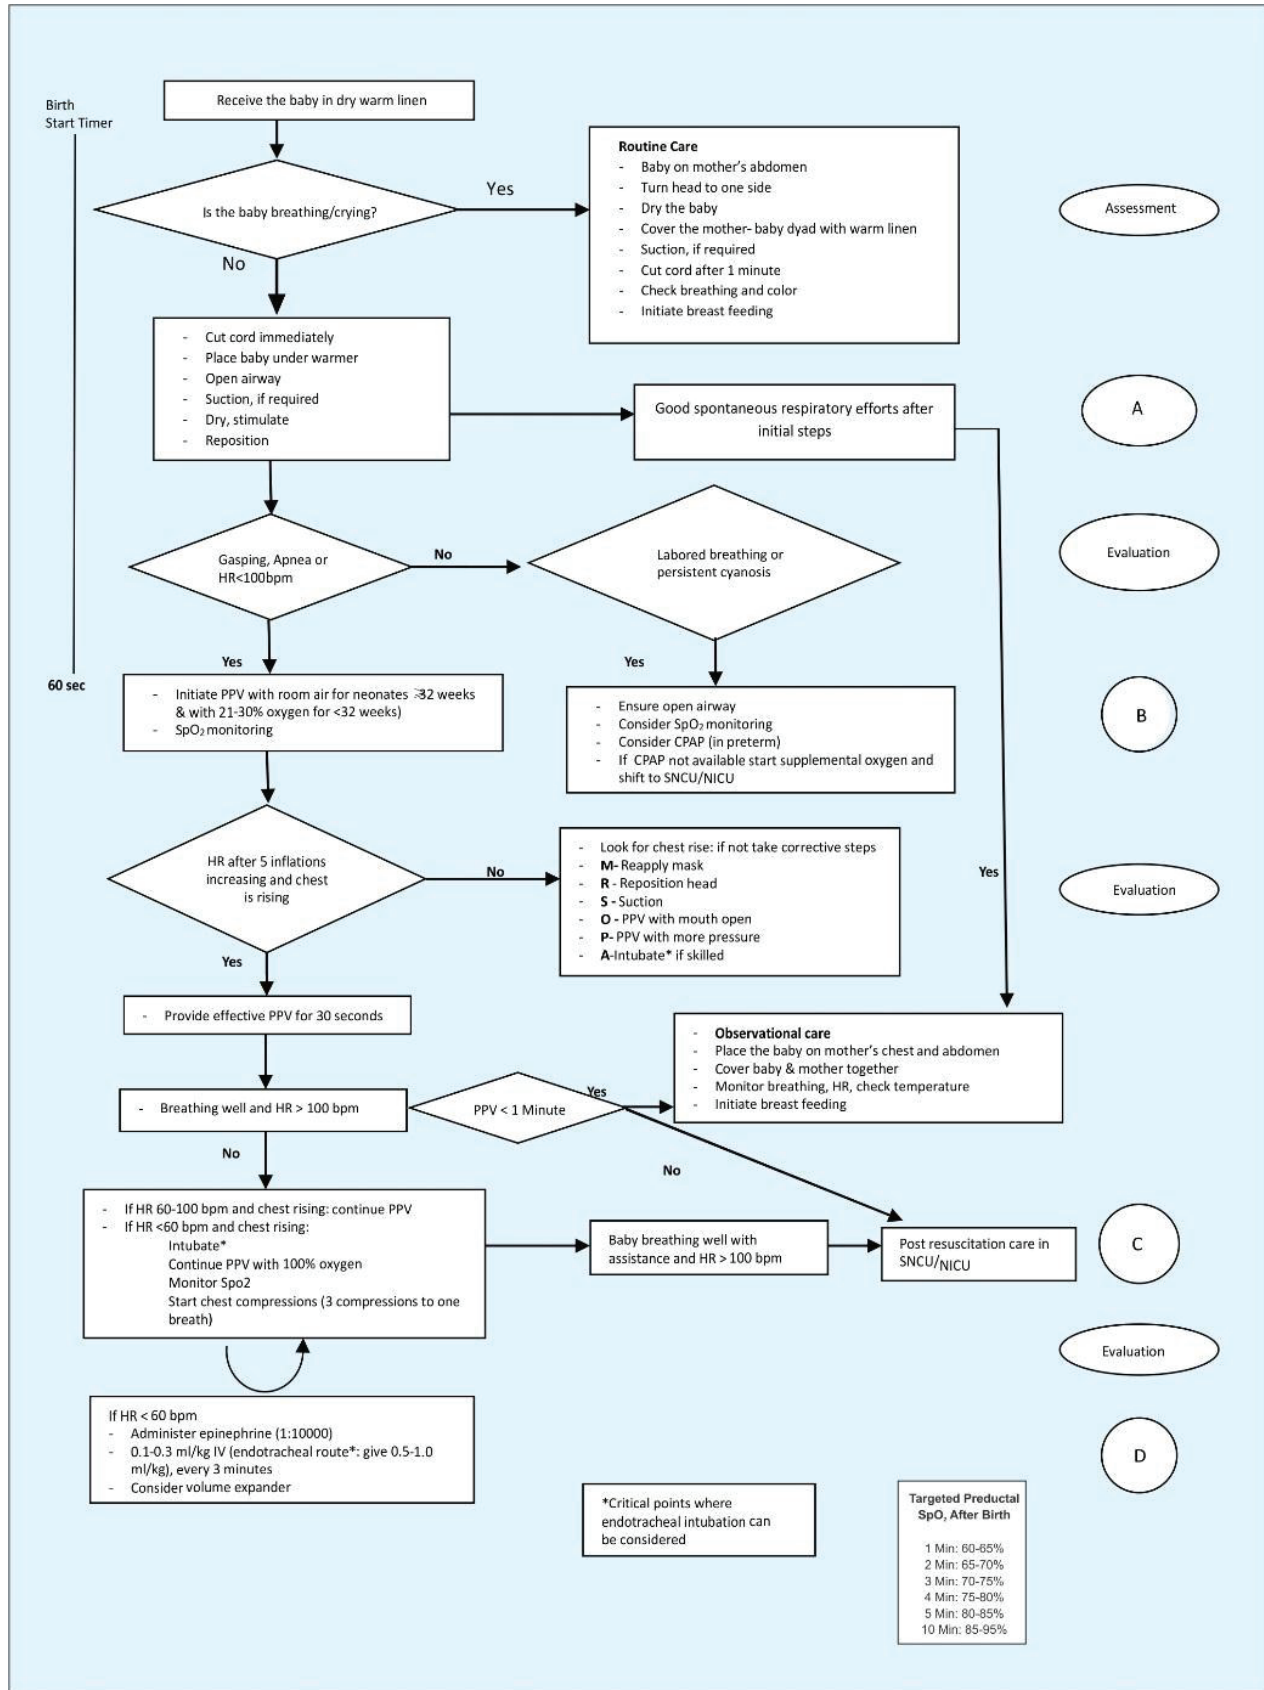 Birth
Start Timer
Receive the baby in dry warm linen
Is the baby breathing/crying?
Yes
Routine Care
- Baby on mother's abdomen
- Turn head to one side
- Dry the baby
- Cover the mother- baby dyad with warm linen
- Suction, if required
- Cut cord after 1 minute
- Check breathing and color
- Initiate breast feeding
Assessment
No
- Cut cord immediately
- Place baby under warmer
- Open airway
- Suction, if required
- Dry, stimulate
- Reposition
Good spontaneous respiratory efforts after
initial steps
A
Gasping, Apnea or
HR<100bpm
No
Labored breathing or
persistent cyanosis
Evaluation
Yes
Yes
60 sec
- Initiate PPV with room air for neonates ≥32 weeks
& with 21-30% oxygen for <32 weeks)
- SpO₂ monitoring
- Ensure open airway
- Consider SpO₂ monitoring
- Consider CPAP (in preterm)
- If CPAP not available start supplemental oxygen and
shift to SNCU/NICU
B
HR after 5 inflations
increasing and chest
is rising
No
- Look for chest rise: if not take corrective steps
- M- Reapply mask
- R - Reposition head
- S - Suction
- O - PPV with mouth open
- P- PPV with more pressure
- A-Intubate* if skilled
Yes
Evaluation
Yes
- Provide effective PPV for 30 seconds
- Observational care
- Place the baby on mother's chest and abdomen
- Cover baby & mother together
- Monitor breathing, HR, check temperature
- Initiate breast feeding
- Breathing well and HR > 100 bpm
PPV < 1 Minute
Yes
No
No
- If HR 60-100 bpm and chest rising: continue PPV
- If HR <60 bpm and chest rising:
Intubate*
Continue PPV with 100% oxygen
Monitor Spo2
Start chest compressions (3 compressions to one
breath)
Baby breathing well with
assistance and HR > 100 bpm
Post resuscitation care in
SNCU/NICU
C
Evaluation
If HR < 60 bpm
- Administer epinephrine (1:10000)
- 0.1-0.3 ml/kg IV (endotracheal route*: give 0.5-1.0
ml/kg), every 3 minutes
- Consider volume expander
D
*Critical points where
endotracheal intubation can
be considered
Targeted Preductal
SpO, After Birth
1 Min: 60-65%
2 Min: 65-70%
3 Min: 70-75%
4 Min: 75-80%
5 Min: 80-85%
10 Min: 85-95%